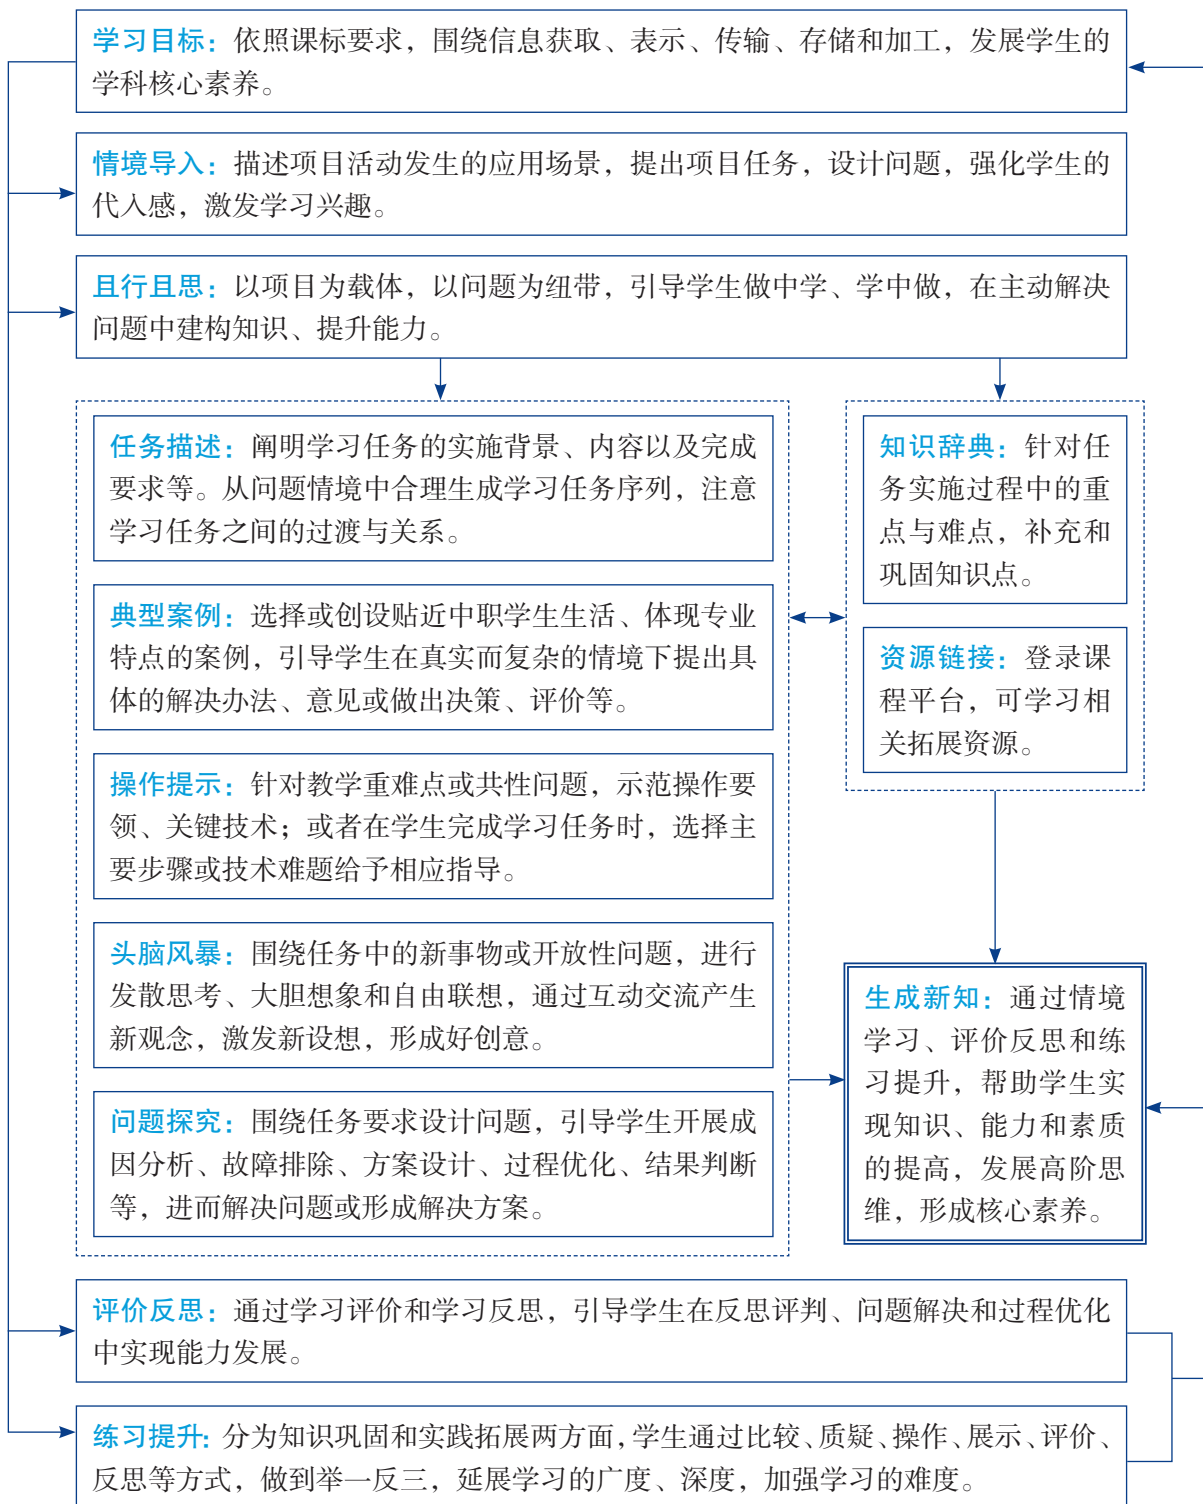 学习目标：依照课标要求，围绕信息获取、表示、传输、存储和加工，发展学生的
学科核心素养。
情境导入：描述项目活动发生的应用场景，提出项目任务，设计问题，强化学生的
代入感，激发学习兴趣。
且行且思：以项目为载体，以问题为纽带，引导学生做中学、学中做，在主动解决
问题中建构知识、提升能力。
任务描述：阐明学习任务的实施背景、内容以及完成
要求等。从问题情境中合理生成学习任务序列，注意
学习任务之间的过渡与关系。
典型案例：选择或创设贴近中职学生生活、体现专业
特点的案例，引导学生在真实而复杂的情境下提出具
体的解决办法、意见或做出决策、评价等。
操作提示：针对教学重难点或共性问题，示范操作要
领、关键技术；或者在学生完成学习任务时，选择主
要步骤或技术难题给予相应指导。
头脑风暴：围绕任务中的新事物或开放性问题，进行
发散思考、大胆想象和自由联想，通过互动交流产生
新观念，激发新设想，形成好创意。
问题探究：围绕任务要求设计问题，引导学生开展成
因分析、故障排除、方案设计、过程优化、结果判断
等，进而解决问题或形成解决方案。
知识辞典：针对任
务实施过程中的重
点与难点，补充和
巩固知识点。
资源链接：登录课
程平台，可学习相
关拓展资源。
生成新知：通过情境
学习、评价反思和练
习提升，帮助学生实
现知识、能力和素质
的提高，发展高阶思
维，形成核心素养。
评价反思：通过学习评价和学习反思，引导学生在反思评判、问题解决和过程优化
中实现能力发展。
练习提升：分为知识巩固和实践拓展两方面，学生通过比较、质疑、操作、展示、评价、
反思等方式，做到举一反三，延展学习的广度、深度，加强学习的难度。